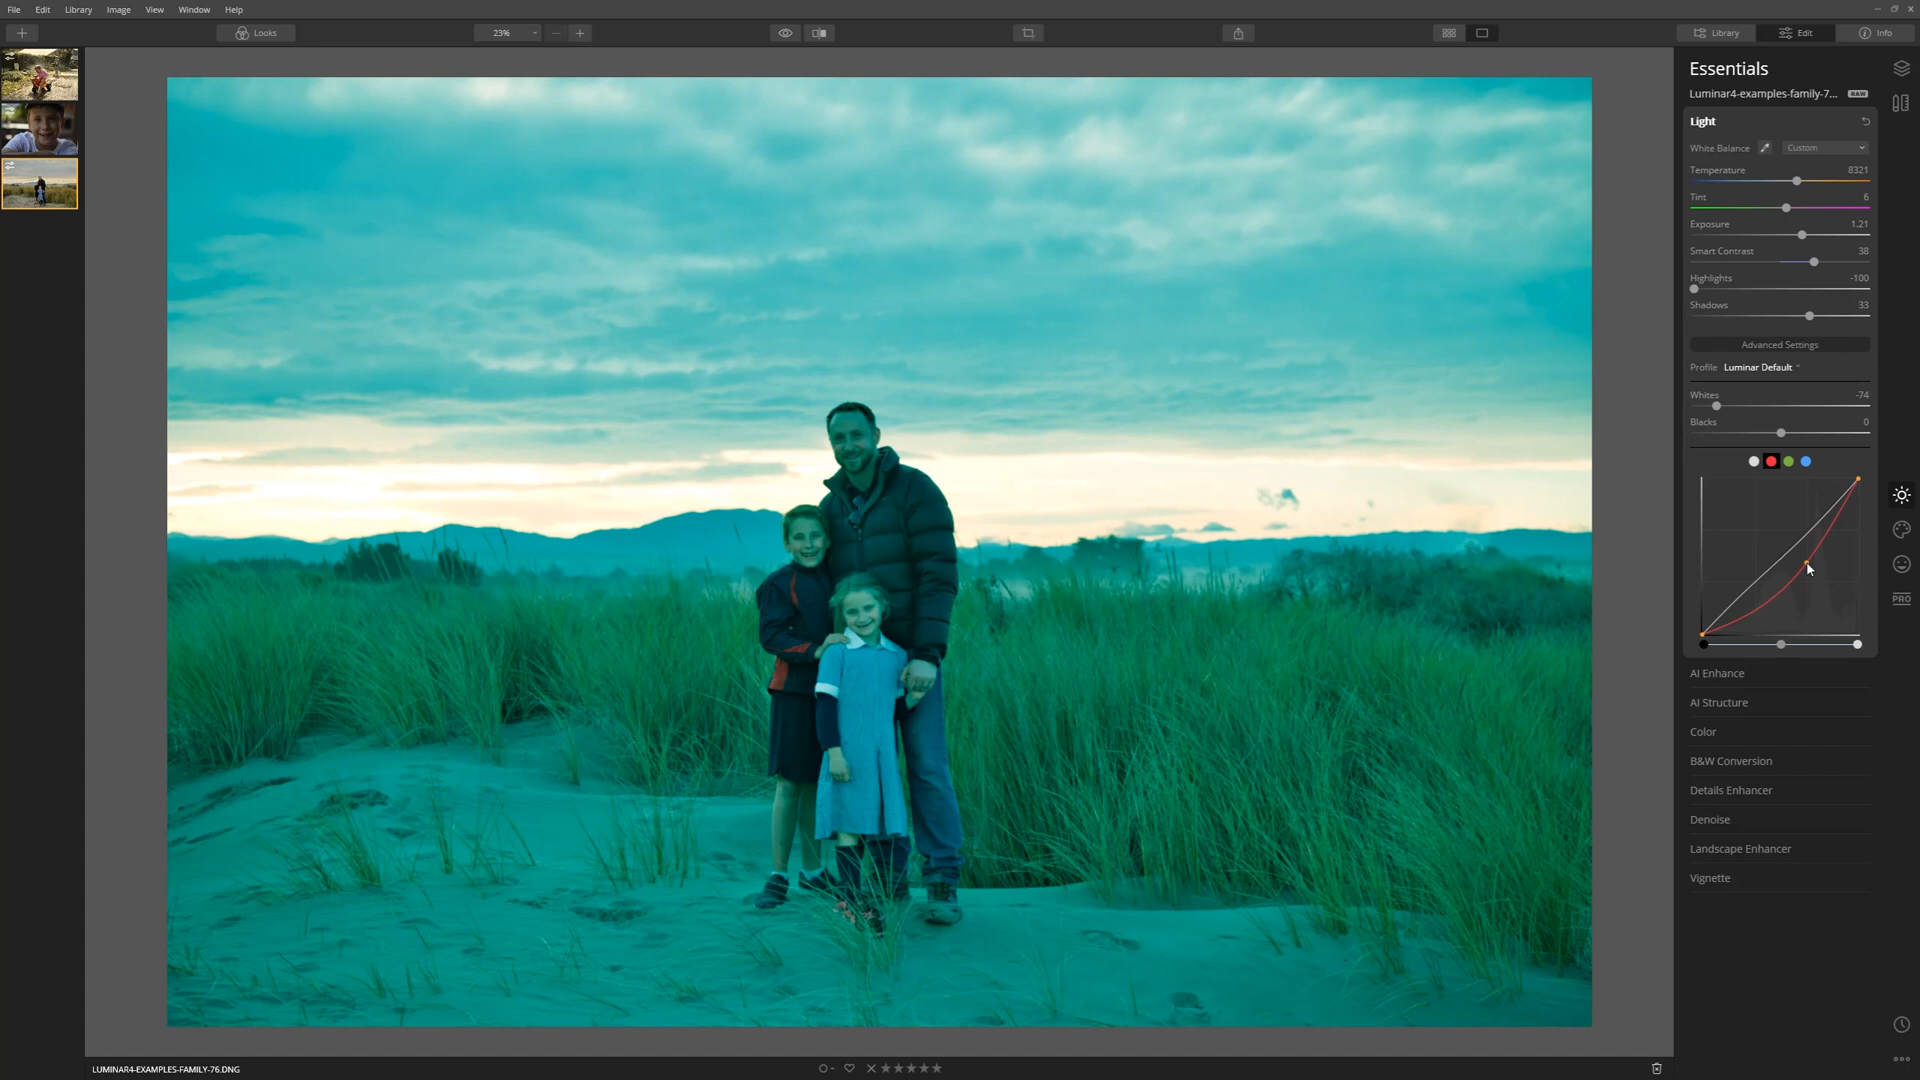 File Edit Library Image View Window Help
Looks 23% Library Edit Info
Essentials
Luminar4-examples-family-7... RAW
Light
White Balance Custom
Temperature 8321
Tint 6
Exposure 1.21
Smart Contrast 38
Highlights -100
Shadows 33
Advanced Settings
Profile Luminar Default
Whites -74
Blacks 0
PRO
AI Enhance
AI Structure
Color
B&W Conversion
Details Enhancer
Denoise
Landscape Enhancer
Vignette
LUMINAR4-EXAMPLES-FAMILY-76.DNG